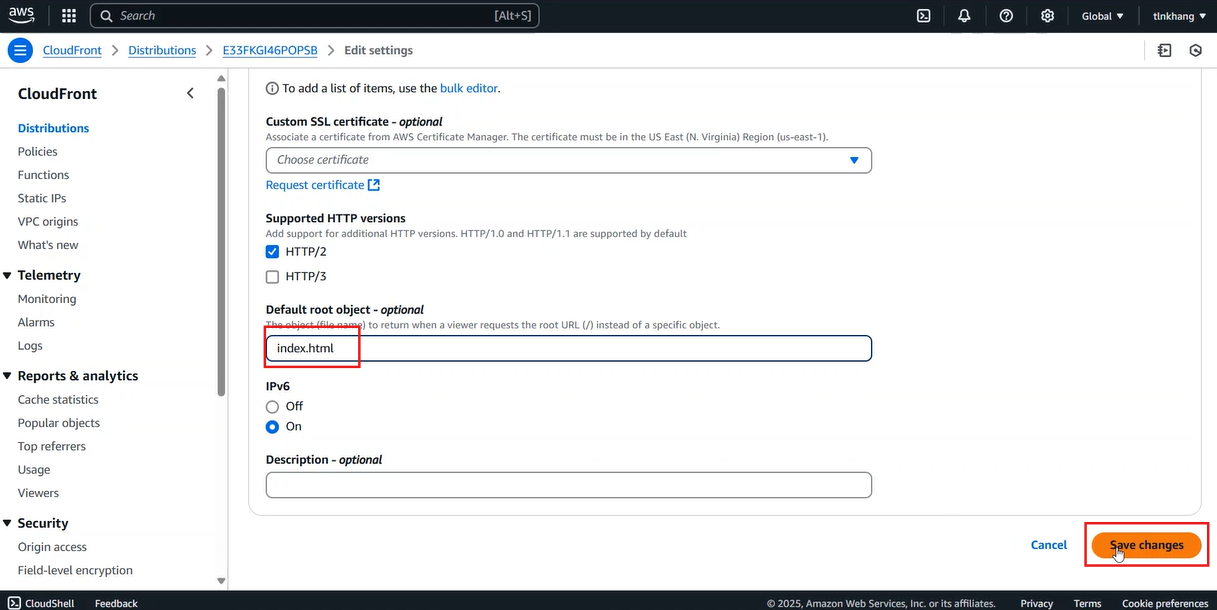 aws
Search
[Alt+S]
Global
tlnkhang
CloudFront
Distributions
E33FKGI46POPSB
Edit settings
CloudFront
Distributions
Policies
Functions
Static IPs
VPC origins
What's new
Telemetry
Monitoring
Alarms
Logs
Reports & analytics
Cache statistics
Popular objects
Top referrers
Usage
Viewers
Security
Origin access
Field-level encryption
To add a list of items, use the bulk editor.
Custom SSL certificate - optional
Associate a certificate from AWS Certificate Manager. The certificate must be in the US East (N. Virginia) Region (us-east-1).
Choose certificate
Request certificate
Supported HTTP versions
Add support for additional HTTP versions. HTTP/1.0 and HTTP/1.1 are supported by default
HTTP/2
HTTP/3
Default root object - optional
The object (file name) to return when a viewer requests the root URL (/) instead of a specific object.
index.html
IPv6
Off
On
Description - optional
Cancel
Save changes
CloudShell
Feedback
© 2025, Amazon Web Services, Inc. or its affiliates.
Privacy
Terms
Cookie preferences